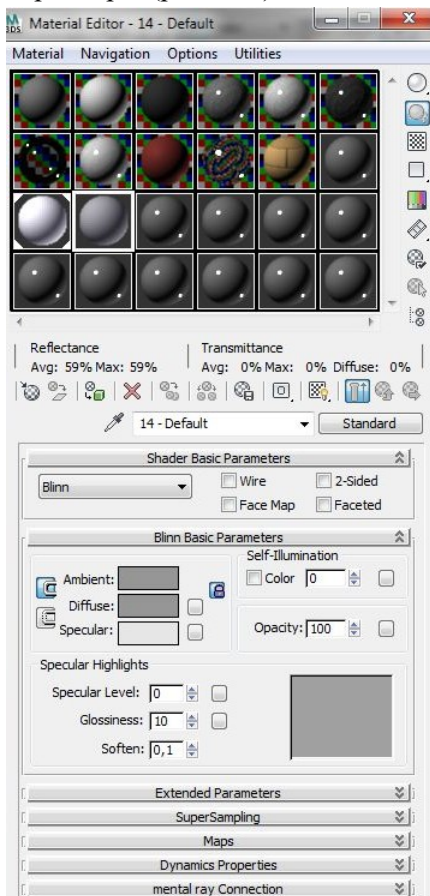 Material Editor - 14 - Default
Material Navigation Options Utilities
Reflectance
Avg: 59% Max: 59%
Transmittance
Avg: 0% Max: 0% Diffuse: 0%
14 - Default
Standard
Shader Basic Parameters
Blinn
Wire
2-Sided
Face Map
Faceted
Blinn Basic Parameters
Ambient:
Diffuse:
Specular:
Self-Illumination
Color 0
Opacity: 100
Specular Highlights
Specular Level: 0
Glossiness: 10
Soften: 0,1
Extended Parameters
SuperSampling
Maps
Dynamics Properties
mental ray Connection